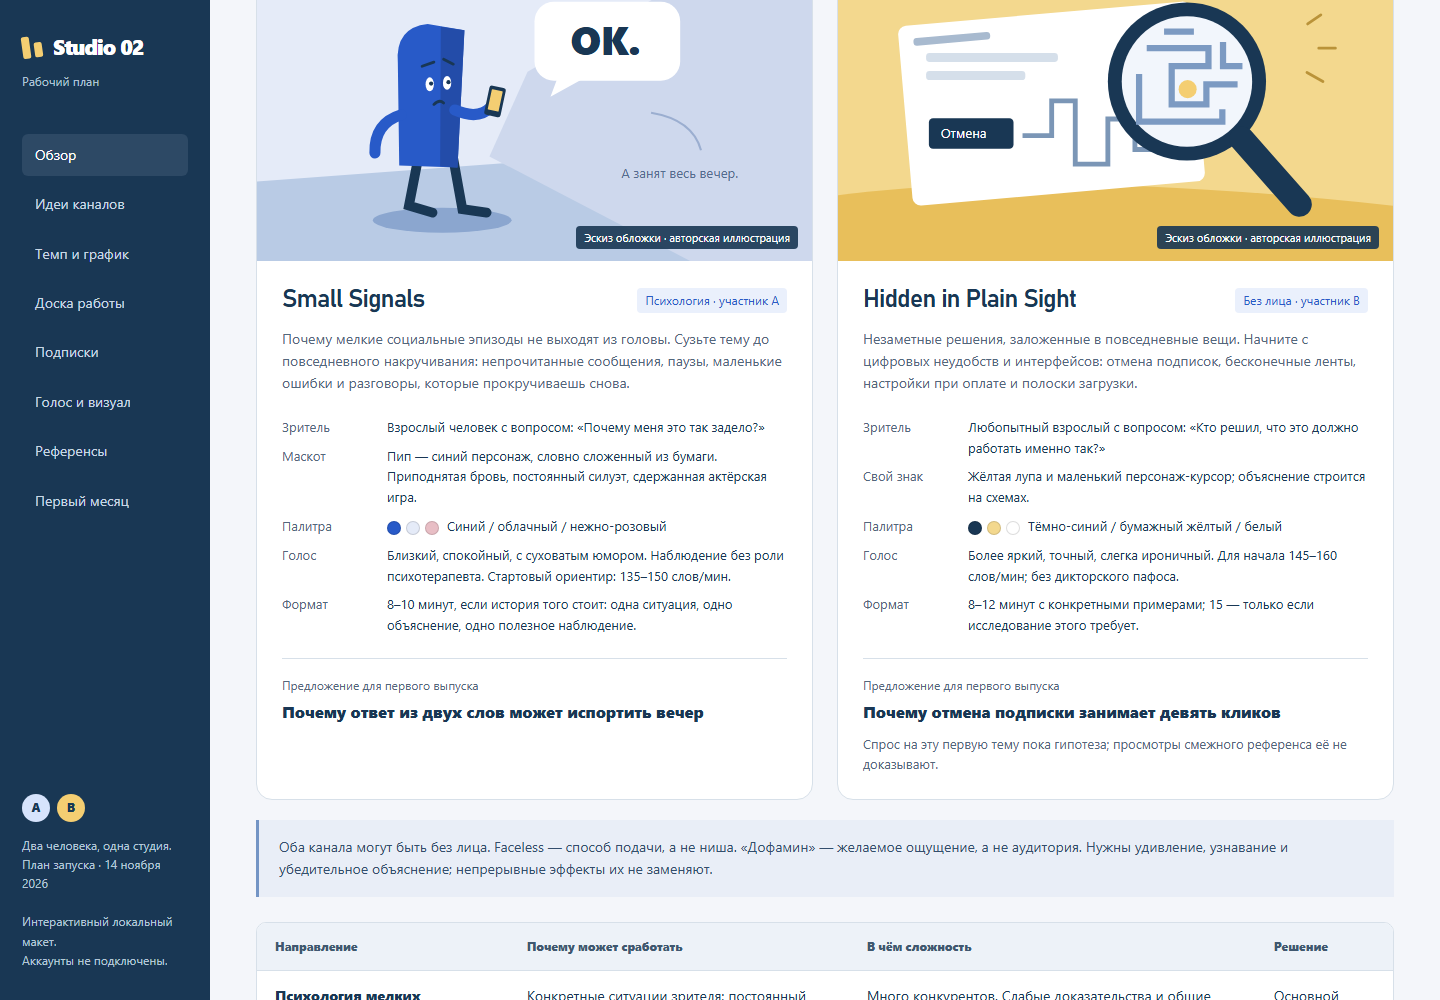 Studio 02
Рабочий план
Обзор
Идеи каналов
Темп и график
Доска работы
Подписки
Голос и визуал
Референсы
Первый месяц
A
B
Два человека, одна студия.
План запуска · 14 ноября
2026
Интерактивный локальный
макет.
Аккаунты не подключены.
ОК.
А занят весь вечер.
Эскиз обложки · авторская иллюстрация
Small Signals
Психология · участник A
Почему мелкие социальные эпизоды не выходят из головы. Сузьте тему до
повседневного накручивания: непрочитанные сообщения, паузы, маленькие
ошибки и разговоры, которые прокручиваешь снова.
Зритель
Взрослый человек с вопросом: «Почему меня это так задело?»
Маскот
Пип — синий персонаж, словно сложенный из бумаги.
Приподнятая бровь, постоянный силуэт, сдержанная актёрская
игра.
Палитра
Синий / облачный / нежно-розовый
Голос
Близкий, спокойный, с суховатым юмором. Наблюдение без роли
психотерапевта. Стартовый ориентир: 135–150 слов/мин.
Формат
8–10 минут, если история того стоит: одна ситуация, одно
объяснение, одно полезное наблюдение.
Предложение для первого выпуска
Почему ответ из двух слов может испортить вечер
Отмена
Эскиз обложки · авторская иллюстрация
Hidden in Plain Sight
Без лица · участник B
Незаметные решения, заложенные в повседневные вещи. Начните с
цифровых неудобств и интерфейсов: отмена подписок, бесконечные ленты,
настройки при оплате и полоски загрузки.
Зритель
Любопытный взрослый с вопросом: «Кто решил, что это должно
работать именно так?»
Свой знак
Жёлтая лупа и маленький персонаж-курсор; объяснение строится
на схемах.
Палитра
Тёмно-синий / бумажный жёлтый / белый
Голос
Более яркий, точный, слегка ироничный. Для начала 145–160
слов/мин; без дикторского пафоса.
Формат
8–12 минут с конкретными примерами; 15 — только если
исследование этого требует.
Предложение для первого выпуска
Почему отмена подписки занимает девять кликов
Спрос на эту первую тему пока гипотеза; просмотры смежного референса её не
доказывают.
Оба канала могут быть без лица. Faceless — способ подачи, а не ниша. «Дофамин» — желаемое ощущение, а не аудитория. Нужны удивление, узнавание и
убедительное объяснение; непрерывные эффекты их не заменяют.
Направление
Почему может сработать
В чём сложность
Решение
Психология мелких
Конкретные ситуации зрителя; постоянный
Много конкурентов. Слабые доказательства и общие
Основной